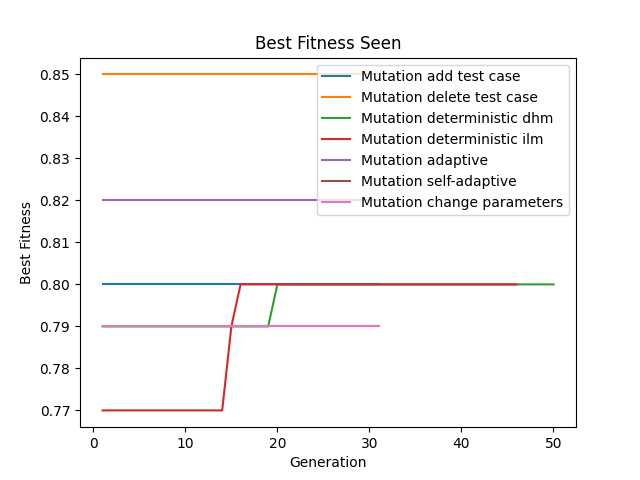 Best Fitness Seen
Mutation add test case
Mutation delete test case
Mutation deterministic dhm
Mutation deterministic ilm
Mutation adaptive
Mutation self-adaptive
Mutation change parameters
Best Fitness
0.85
0.84
0.83
0.82
0.81
0.80
0.79
0.78
0.77
0 10 20 30 40 50
Generation